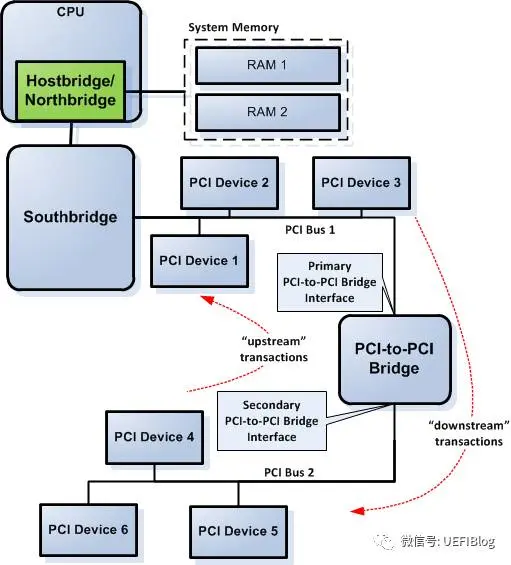 CPU
System Memory
Hostbridge/
Northbridge
RAM 1
RAM 2
Southbridge
PCI Device 2
PCI Device 3
PCI Bus 1
PCI Device 1
Primary
PCI-to-PCI Bridge
Interface
"upstream"
transactions
PCI-to-PCI
Bridge
Secondary
PCI-to-PCI Bridge
Interface
"downstream"
transactions
PCI Device 4
PCI Bus 2
PCI Device 6
PCI Device 5
微信号: UEFIBlog